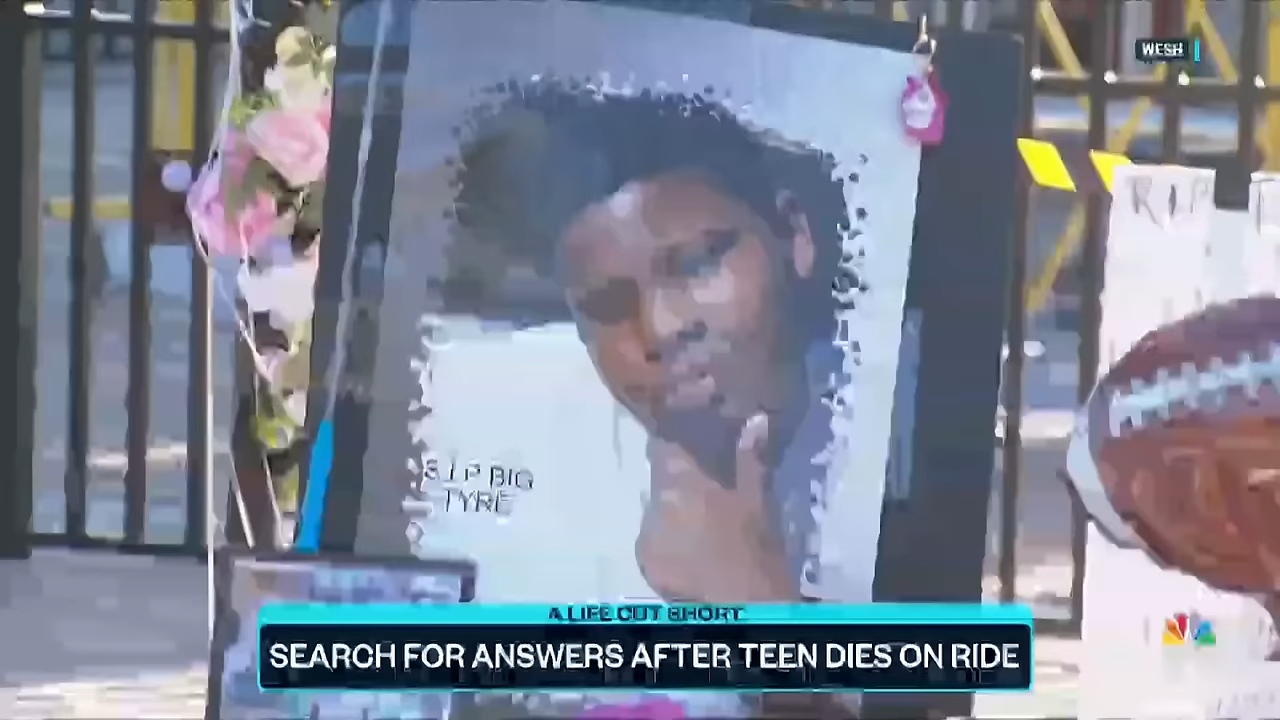 WESH
R.I.P
R.I.P BIG
TYRE
A LIFE CUT SHORT
SEARCH FOR ANSWERS AFTER TEEN DIES ON RIDE